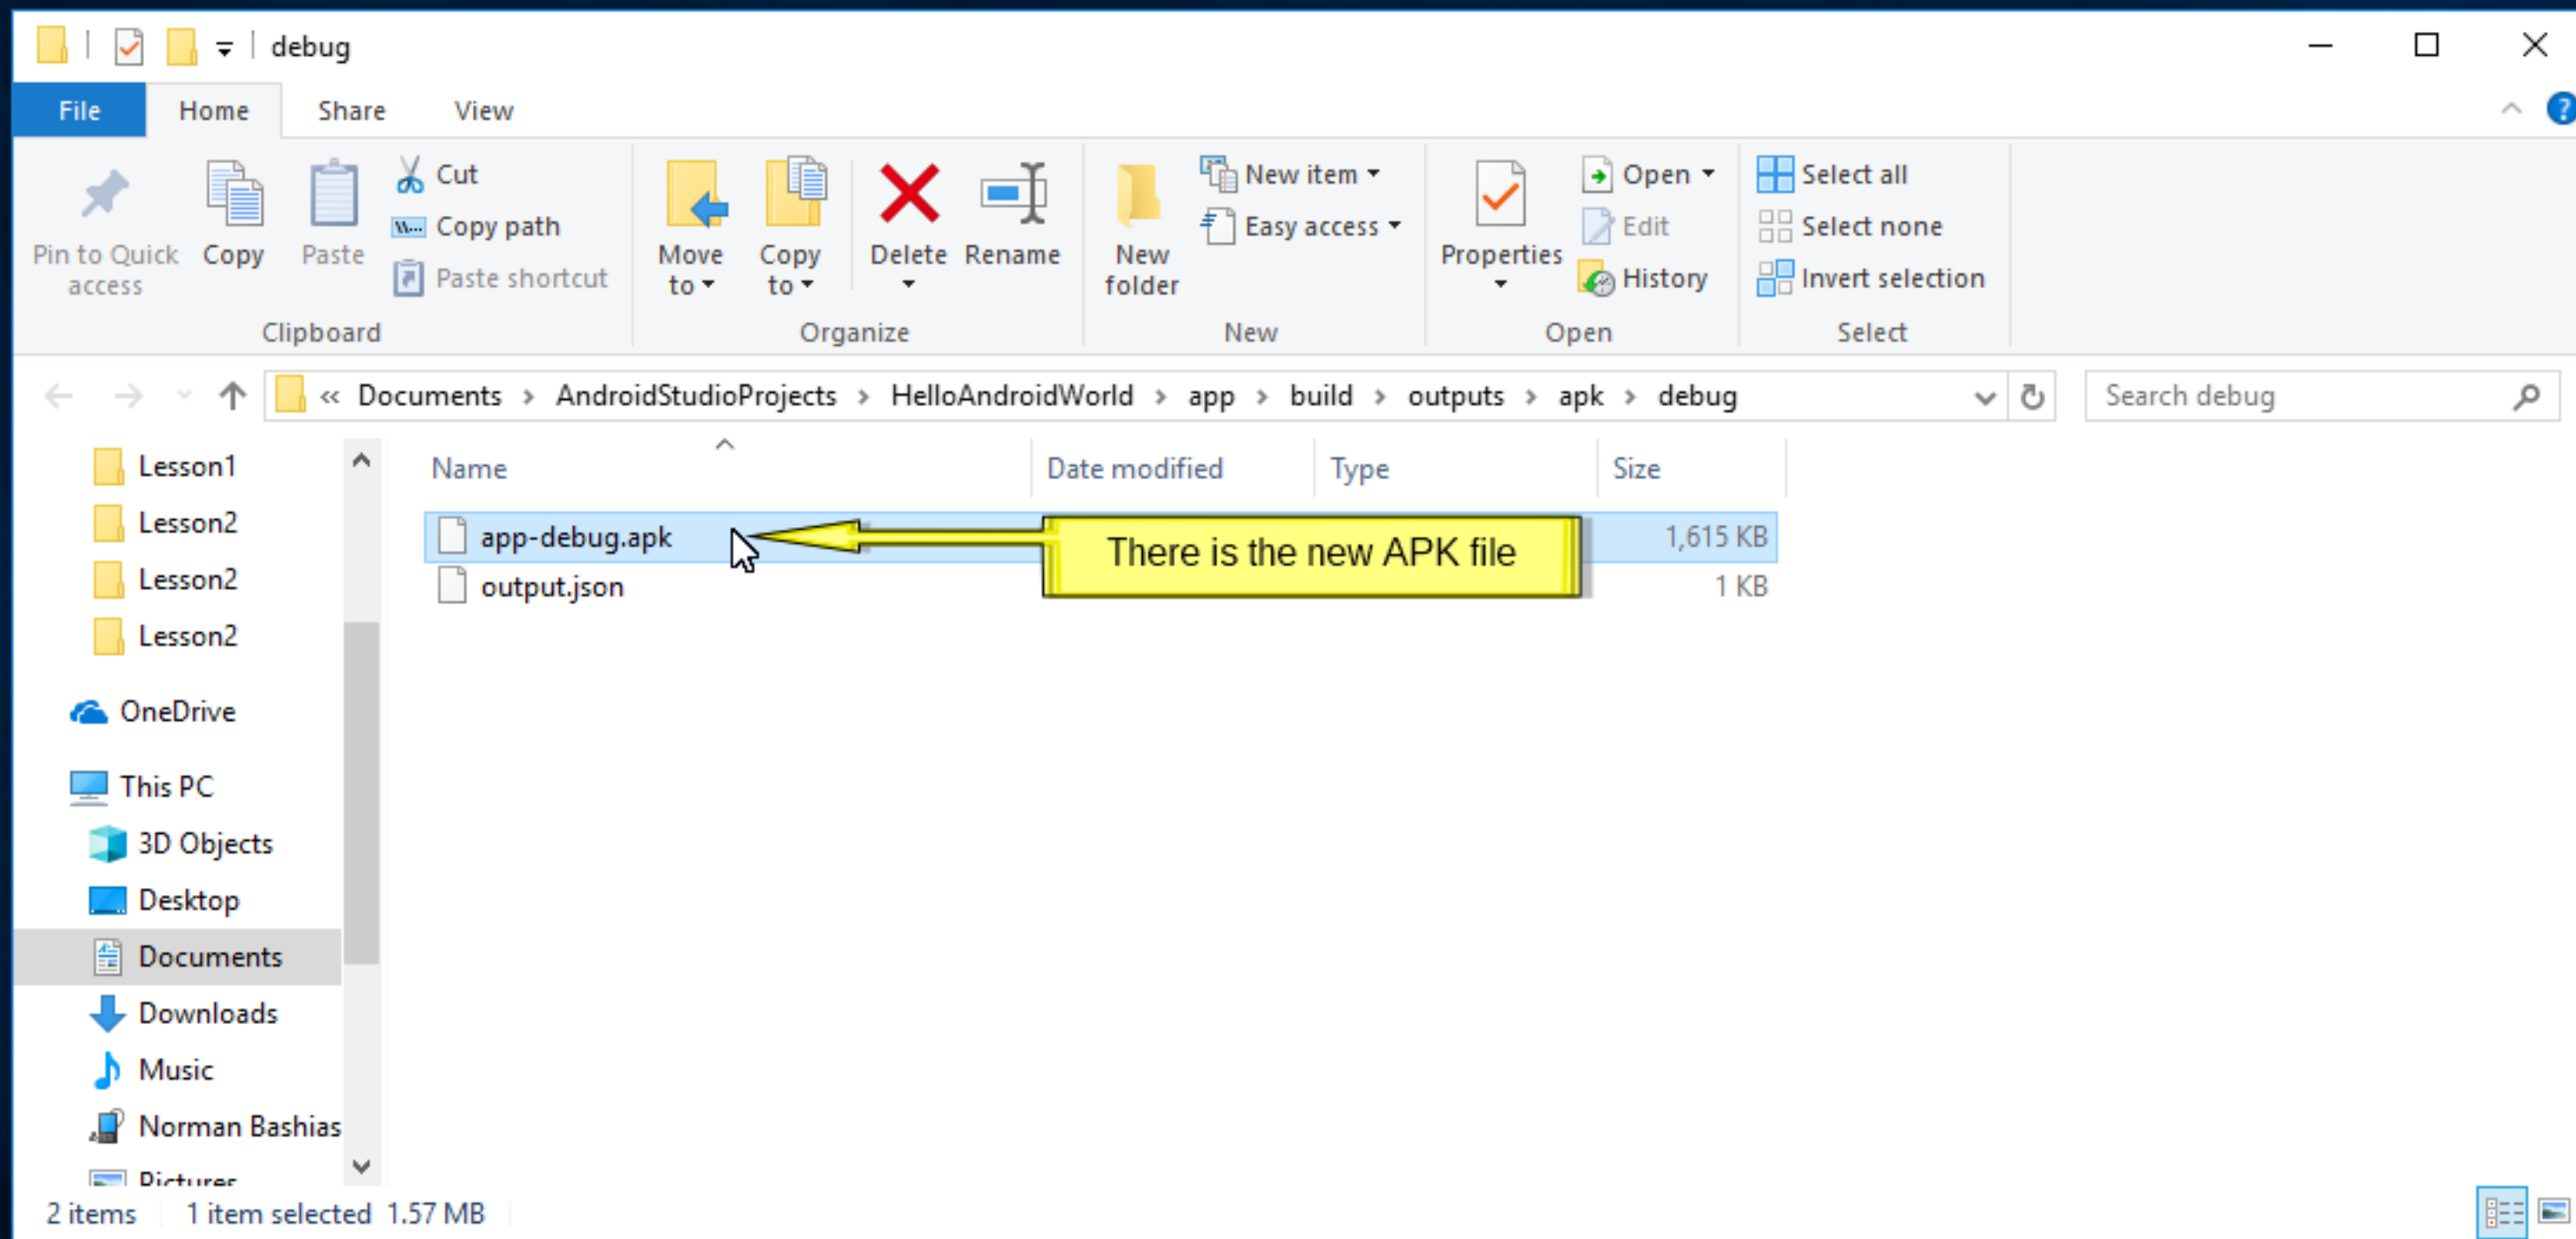 debug
File Home Share View
Pin to Quick access
Copy
Paste
Cut
Copy path
Paste shortcut
Clipboard
Move to
Copy to
Delete
Rename
Organize
New folder
New item
Easy access
New
Properties
Open
Edit
History
Open
Select all
Select none
Invert selection
Select
« Documents › AndroidStudioProjects › HelloAndroidWorld › app › build › outputs › apk › debug
Search debug
Lesson1
Lesson2
Lesson2
Lesson2
OneDrive
This PC
3D Objects
Desktop
Documents
Downloads
Music
Norman Bashias
Pictures
Name Date modified Type Size
app-debug.apk 1,615 KB
There is the new APK file
output.json 1 KB
2 items 1 item selected 1.57 MB